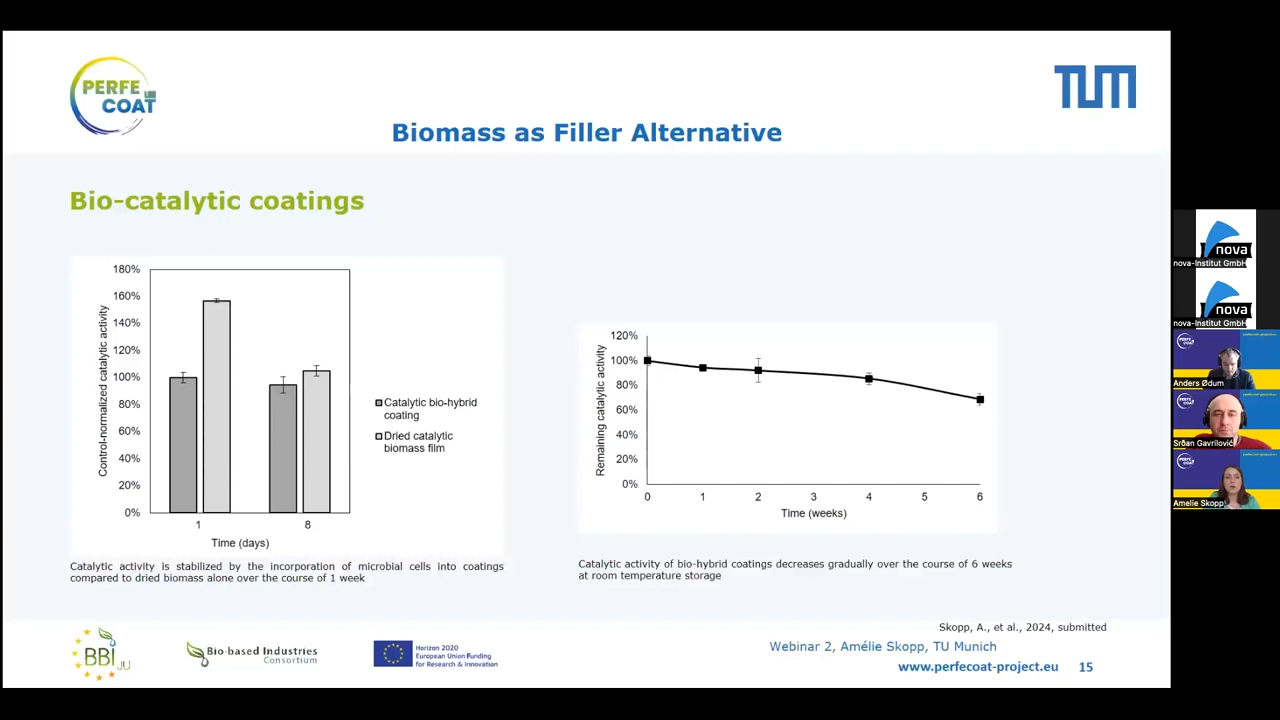 PERFE
COAT
TUM
Biomass as Filler Alternative
Bio-catalytic coatings
Control-normalized catalytic activity
180%
160%
140%
120%
100%
80%
60%
40%
20%
0%
1
8
Time (days)
Catalytic bio-hybrid
coating
Dried catalytic
biomass film
Catalytic activity is stabilized by the incorporation of microbial cells into coatings
compared to dried biomass alone over the course of 1 week
Remaining catalytic activity
120%
100%
80%
60%
40%
20%
0%
0
1
2
3
4
5
6
Time (weeks)
Catalytic activity of bio-hybrid coatings decreases gradually over the course of 6 weeks
at room temperature storage
Skopp, A., et al., 2024, submitted
Webinar 2, Amélie Skopp, TU Munich
www.perfecoat-project.eu 15
BBI JU
Bio-based Industries
Consortium
Horizon 2020
European Union Funding
for Research & Innovation
nova
nova-Institut GmbH
nova
nova-Institut GmbH
PERFE
COAT
Anders Ødum
PERFE
COAT
Srđan Gavrilović
PERFE
COAT
Amelie Skopp